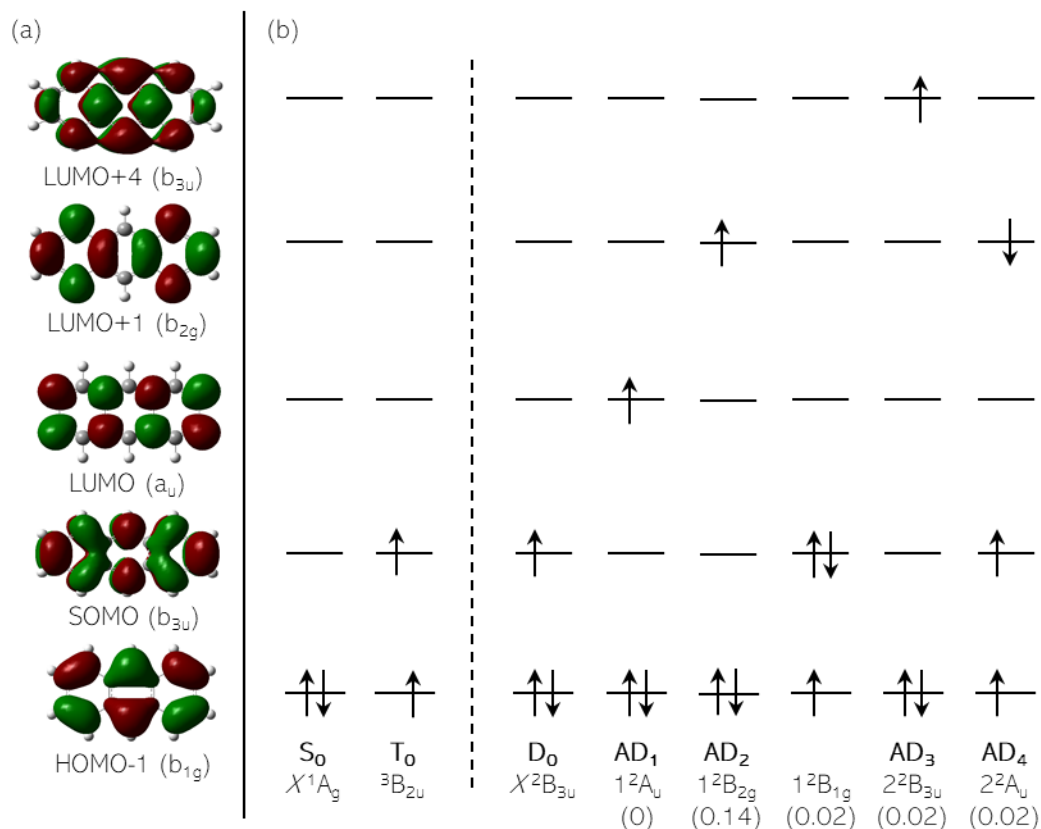 (a)
LUMO+4 (b₃ᵤ)
LUMO+1 (b₂g)
LUMO (aᵤ)
SOMO (b₃ᵤ)
HOMO-1 (b₁g)
(b)
S₀ T₀ D₀ AD₁ AD₂ AD₃ AD₄
X¹Ag ³B₂ᵤ X²B₃ᵤ 1²Aᵤ 1²B₂g 1²B₁g 2²B₃ᵤ 2²Aᵤ
(0) (0.14) (0.02) (0.02) (0.02)